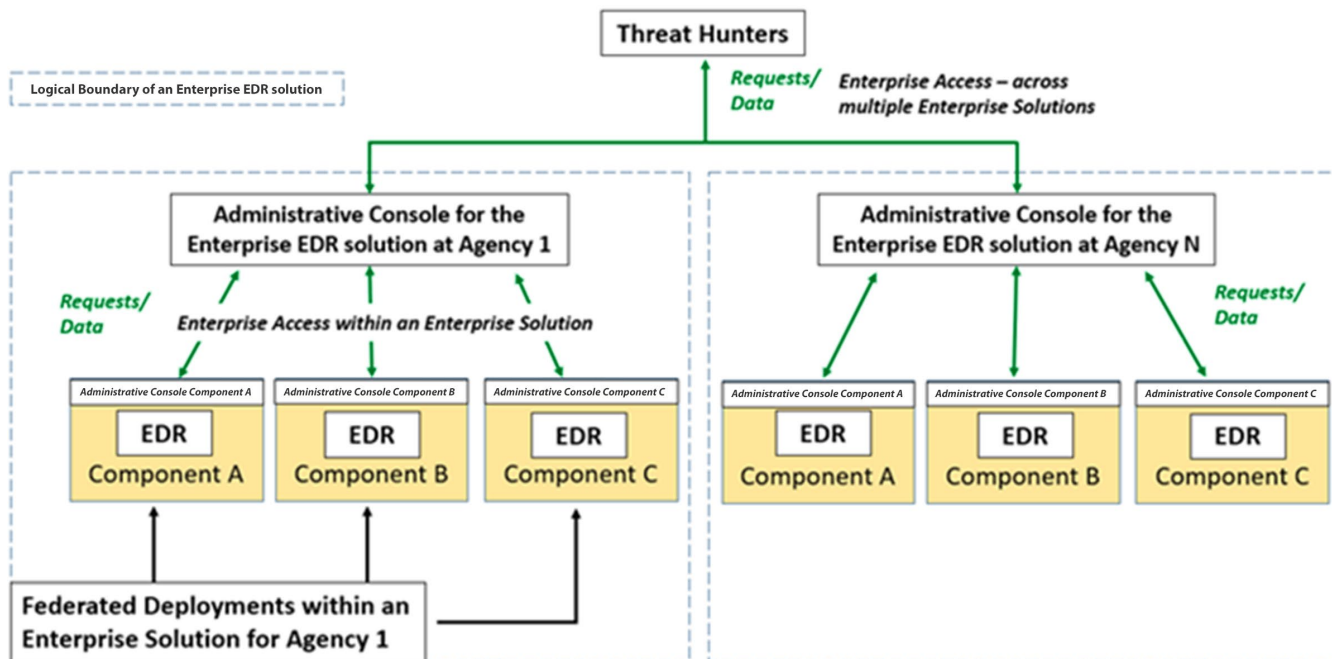 Threat Hunters
Logical Boundary of an Enterprise EDR solution
Requests/
Data
Enterprise Access – across
multiple Enterprise Solutions
Administrative Console for the
Enterprise EDR solution at Agency 1
Administrative Console for the
Enterprise EDR solution at Agency N
Requests/
Data
Enterprise Access within an Enterprise Solution
Requests/
Data
Administrative Console Component A
EDR
Component A
Administrative Console Component B
EDR
Component B
Administrative Console Component C
EDR
Component C
Administrative Console Component A
EDR
Component A
Administrative Console Component B
EDR
Component B
Administrative Console Component C
EDR
Component C
Federated Deployments within an
Enterprise Solution for Agency 1